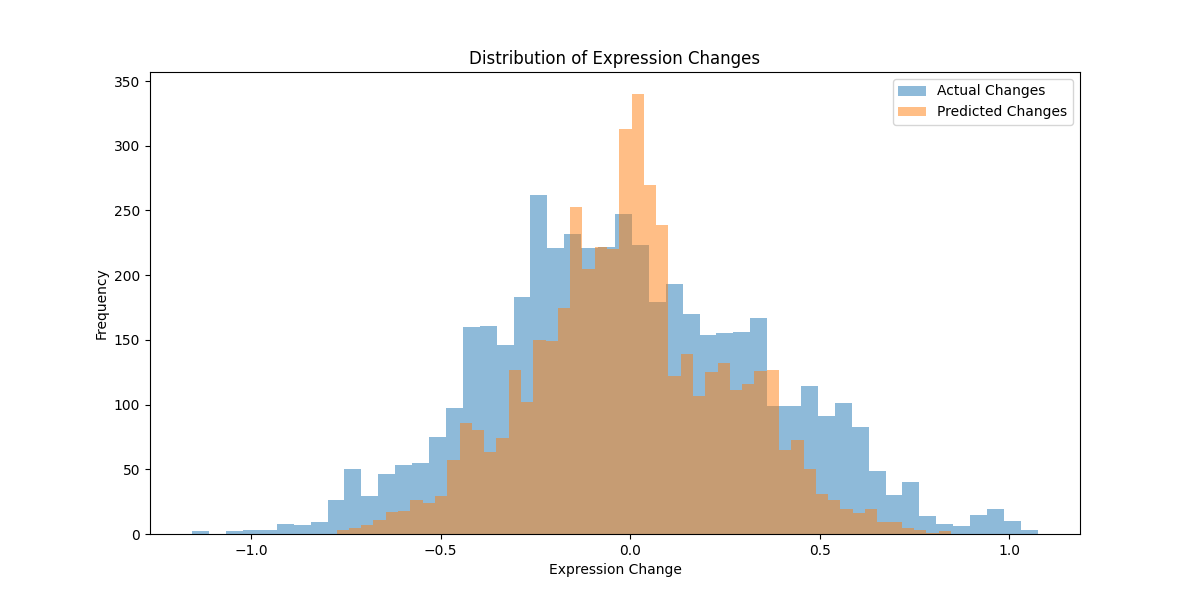 Distribution of Expression Changes
Actual Changes
Predicted Changes
350
300
250
200
150
100
50
0
Frequency
−1.0
−0.5
0.0
0.5
1.0
Expression Change